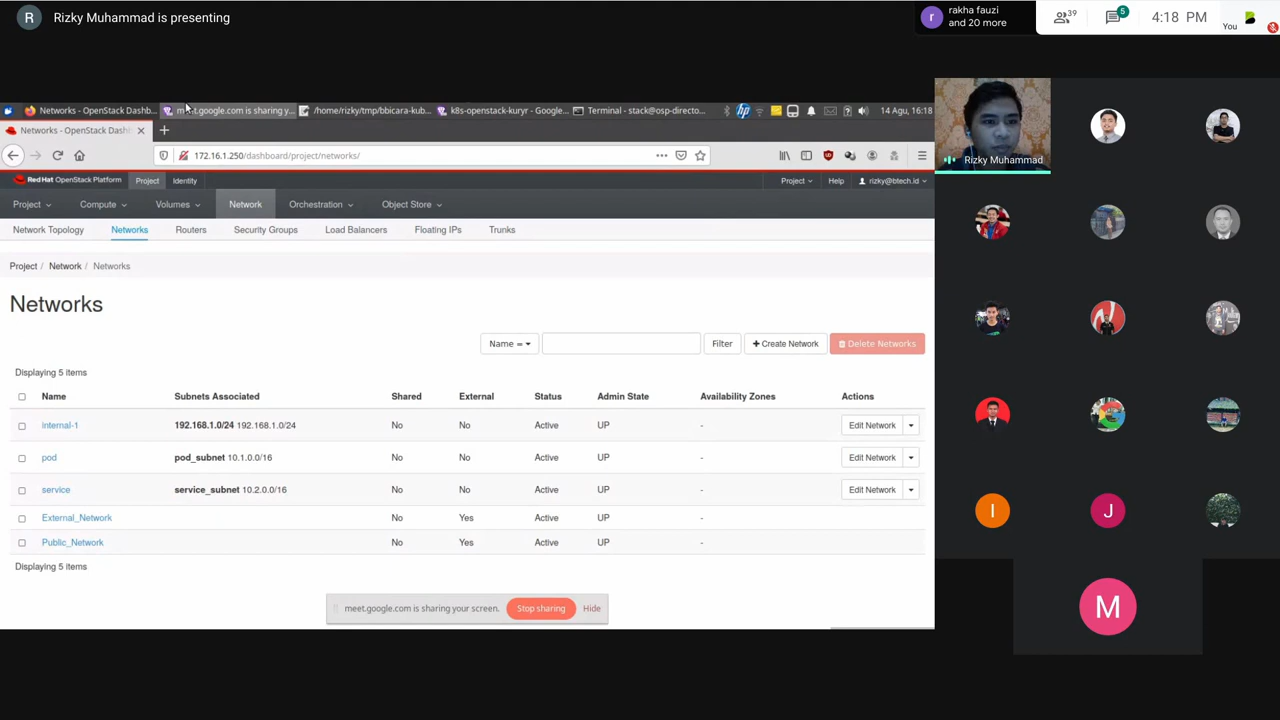 R Rizky Muhammad is presenting
r rakha fauzi and 20 more
39
5
4:18 PM
You
Networks - OpenStack Dashb...
meet.google.com is sharing y...
/home/rizky/tmp/bbicara-kub...
k8s-openstack-kuryr - Google...
Terminal - stack@osp-directo...
hp
14 Agu, 16:18
Networks - OpenStack Dash
172.16.1.250/dashboard/project/networks/
Red Hat OpenStack Platform Project Identity Project Help rizky@btech.id
Project Compute Volumes Network Orchestration Object Store
Network Topology Networks Routers Security Groups Load Balancers Floating IPs Trunks
Project / Network / Networks
Networks
Name = Filter +Create Network Delete Networks
Displaying 5 items
Name Subnets Associated Shared External Status Admin State Availability Zones Actions
internal-1 192.168.1.0/24 192.168.1.0/24 No No Active UP - Edit Network
pod pod_subnet 10.1.0.0/16 No No Active UP - Edit Network
service service_subnet 10.2.0.0/16 No No Active UP - Edit Network
External_Network No Yes Active UP -
Public_Network No Yes Active UP -
Displaying 5 items
meet.google.com is sharing your screen. Stop sharing Hide
Rizky Muhammad
I
J
M